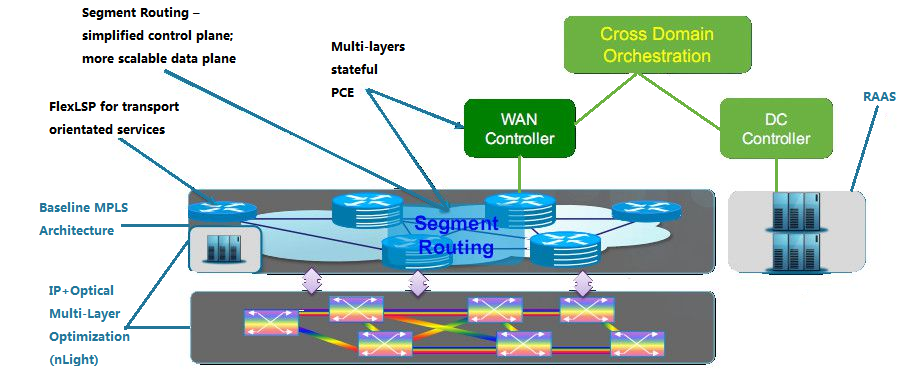 Segment Routing –
simplified control plane;
more scalable data plane
Multi-layers
stateful
PCE
Cross Domain
Orchestration
FlexLSP for transport
orientated services
WAN
Controller
DC
Controller
RAAS
Baseline MPLS
Architecture
Segment
Routing
IP+Optical
Multi-Layer
Optimization
(nLight)